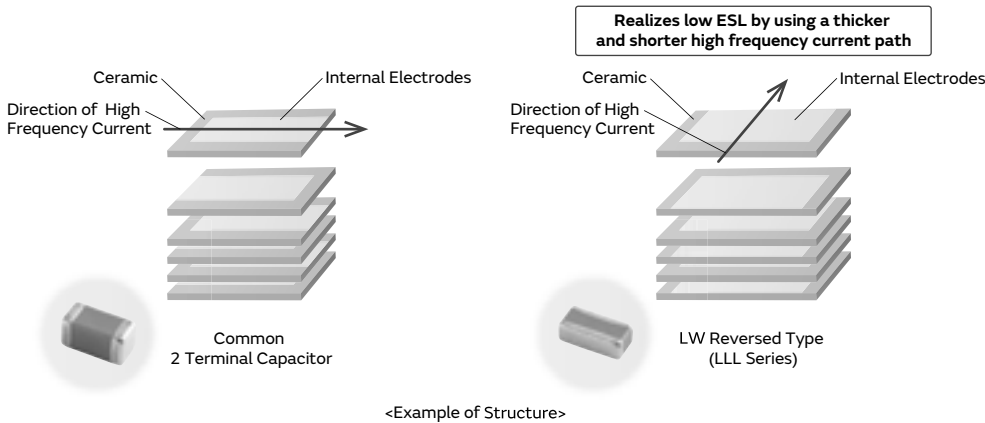 Realizes low ESL by using a thicker
and shorter high frequency current path
Ceramic
Internal Electrodes
Direction of High
Frequency Current
Common
2 Terminal Capacitor
Ceramic
Internal Electrodes
Direction of High
Frequency Current
LW Reversed Type
(LLL Series)
<Example of Structure>